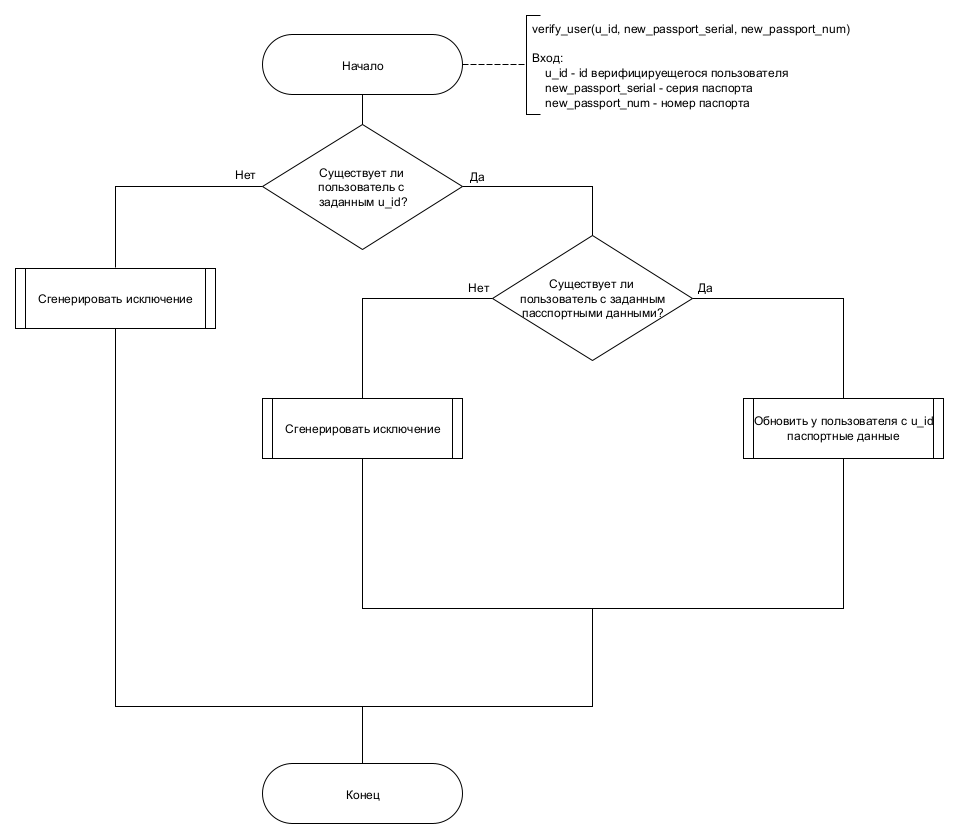 verify_user(u_id, new_passport_serial, new_passport_num)
Вход:
u_id - id верифицируещегося пользователя
new_passport_serial - серия паспорта
new_passport_num - номер паспорта
Начало
Существует ли
пользователь с
заданным u_id?
Нет
Да
Сгенерировать исключение
Существует ли
пользователь с заданным
пасспортными данными?
Нет
Да
Сгенерировать исключение
Обновить у пользователя с u_id
паспортные данные
Конец